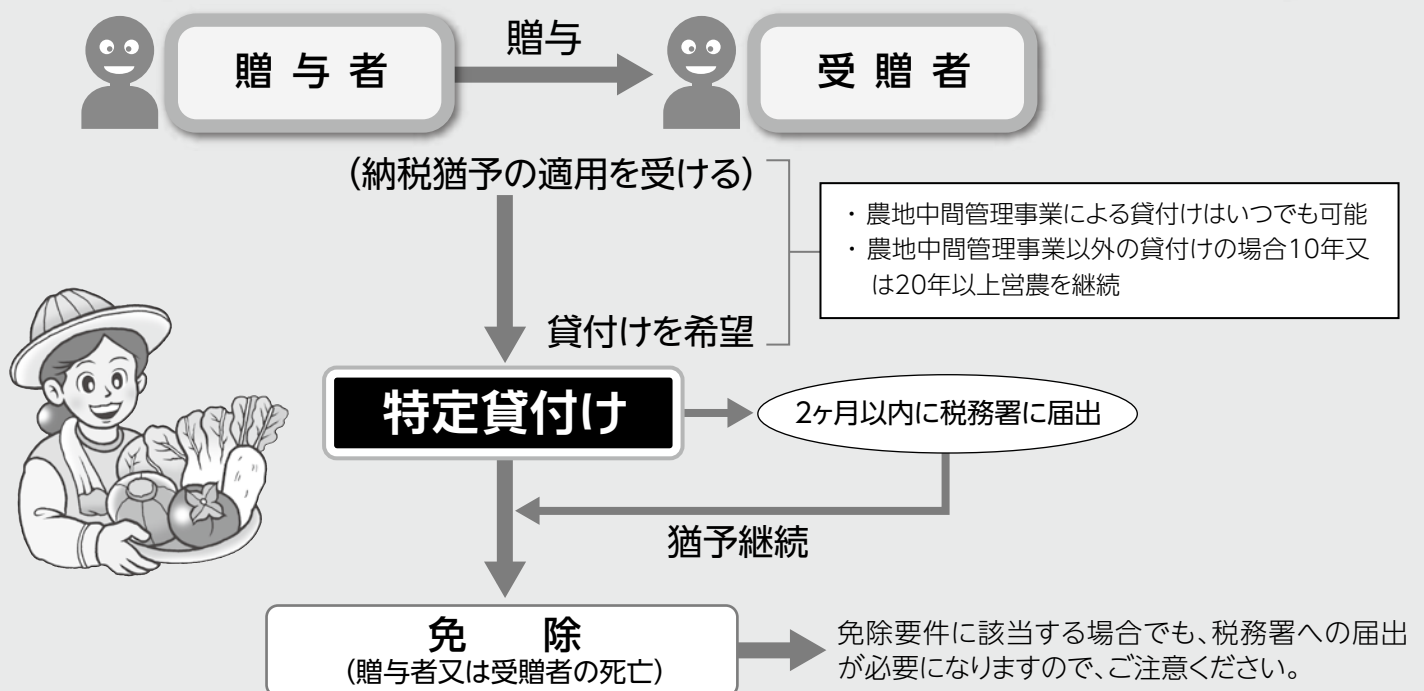 贈与者
贈与
受贈者
(納税猶予の適用を受ける)
・農地中間管理事業による貸付けはいつでも可能
・農地中間管理事業以外の貸付けの場合10年又
は20年以上営農を継続
貸付けを希望
特定貸付け
2ヶ月以内に税務署に届出
猶予継続
免 除
(贈与者又は受贈者の死亡)
免除要件に該当する場合でも、税務署への届出
が必要になりますので、ご注意ください。